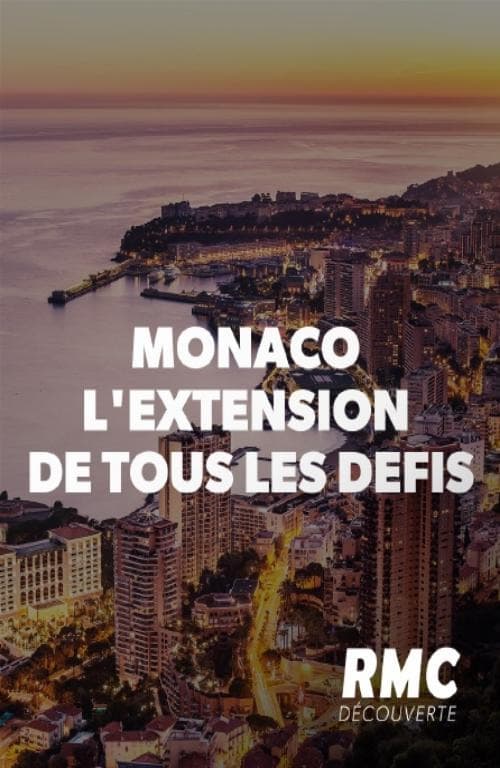 MONACO
L'EXTENSION
DE TOUS LES DEFIS
RMC
DÉCOUVERTE